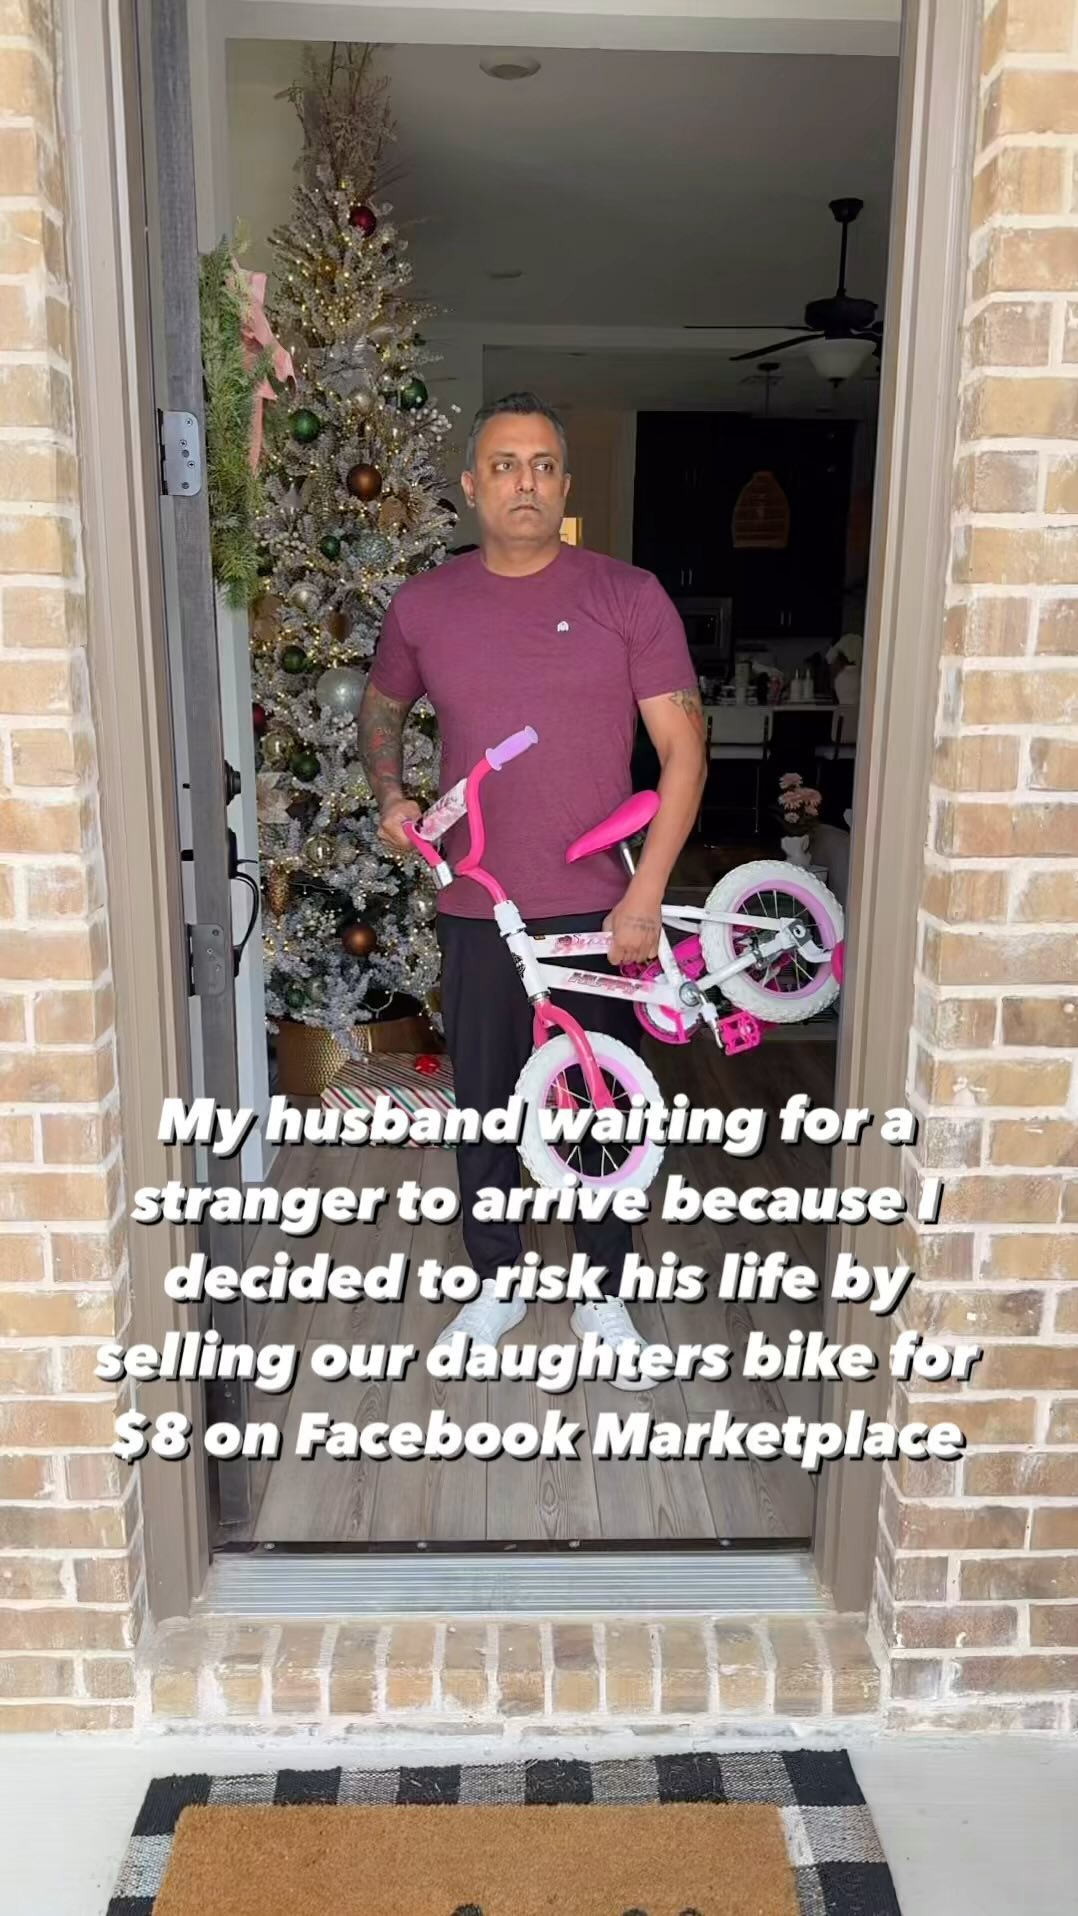 My husband waiting for a
stranger to arrive because I
decided to risk his life by
selling our daughters bike for
$8 on Facebook Marketplace
HUFFY